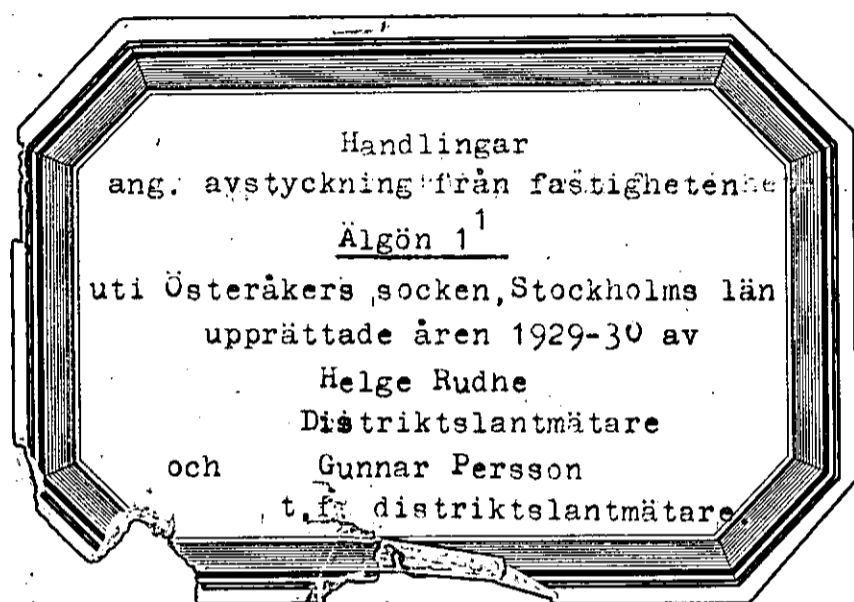 Handlingar
ang. avstyckning från fastigheten
Älgön 1¹
uti Österåkers socken, Stockholms län
upprättade åren 1929-30 av
Helge Rudhe
Distriktslantmätare
och Gunnar Persson
t.f. distriktslantmätare.